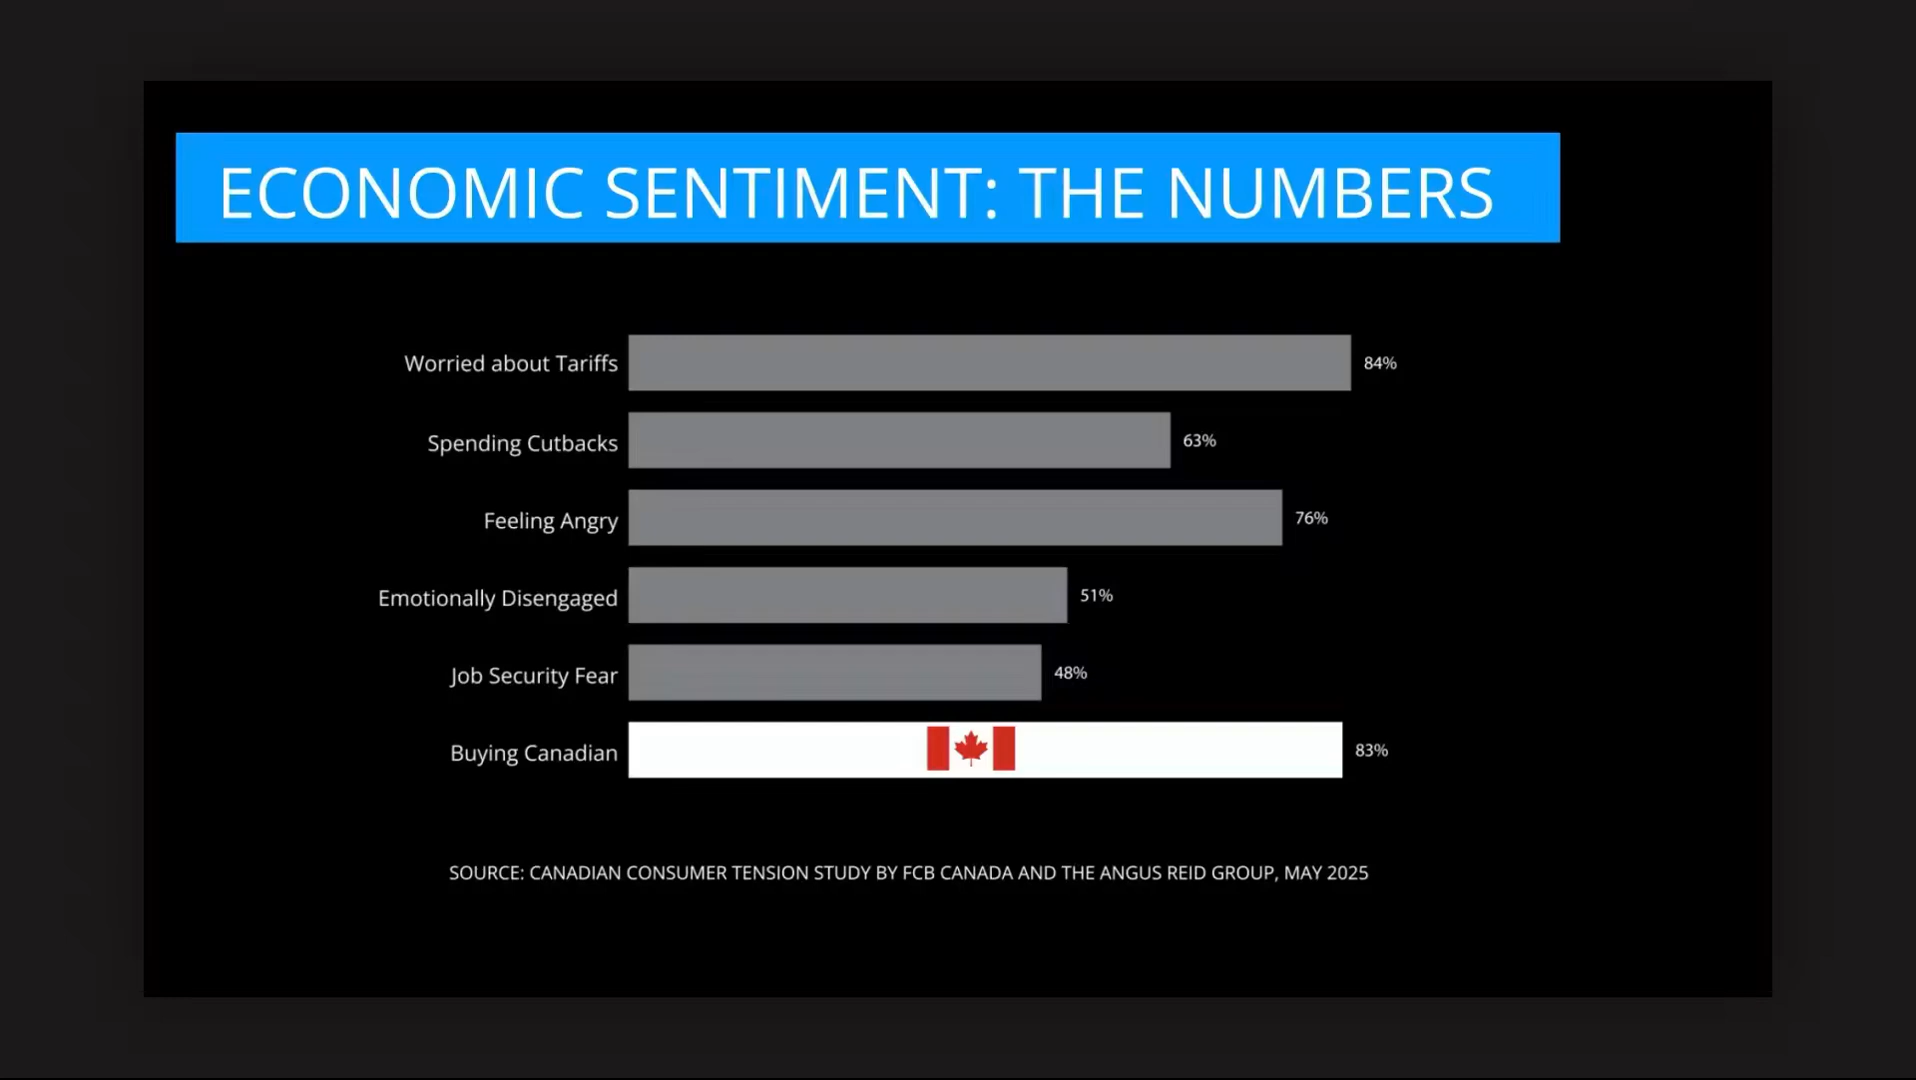 ECONOMIC SENTIMENT: THE NUMBERS
Worried about Tariffs 84%
Spending Cutbacks 63%
Feeling Angry 76%
Emotionally Disengaged 51%
Job Security Fear 48%
Buying Canadian 83%
SOURCE: CANADIAN CONSUMER TENSION STUDY BY FCB CANADA AND THE ANGUS REID GROUP, MAY 2025